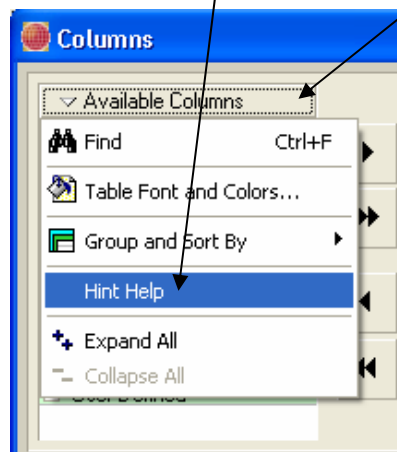 Columns
Available Columns
Find Ctrl+F
Table Font and Colors...
Group and Sort By
Hint Help
Expand All
Collapse All